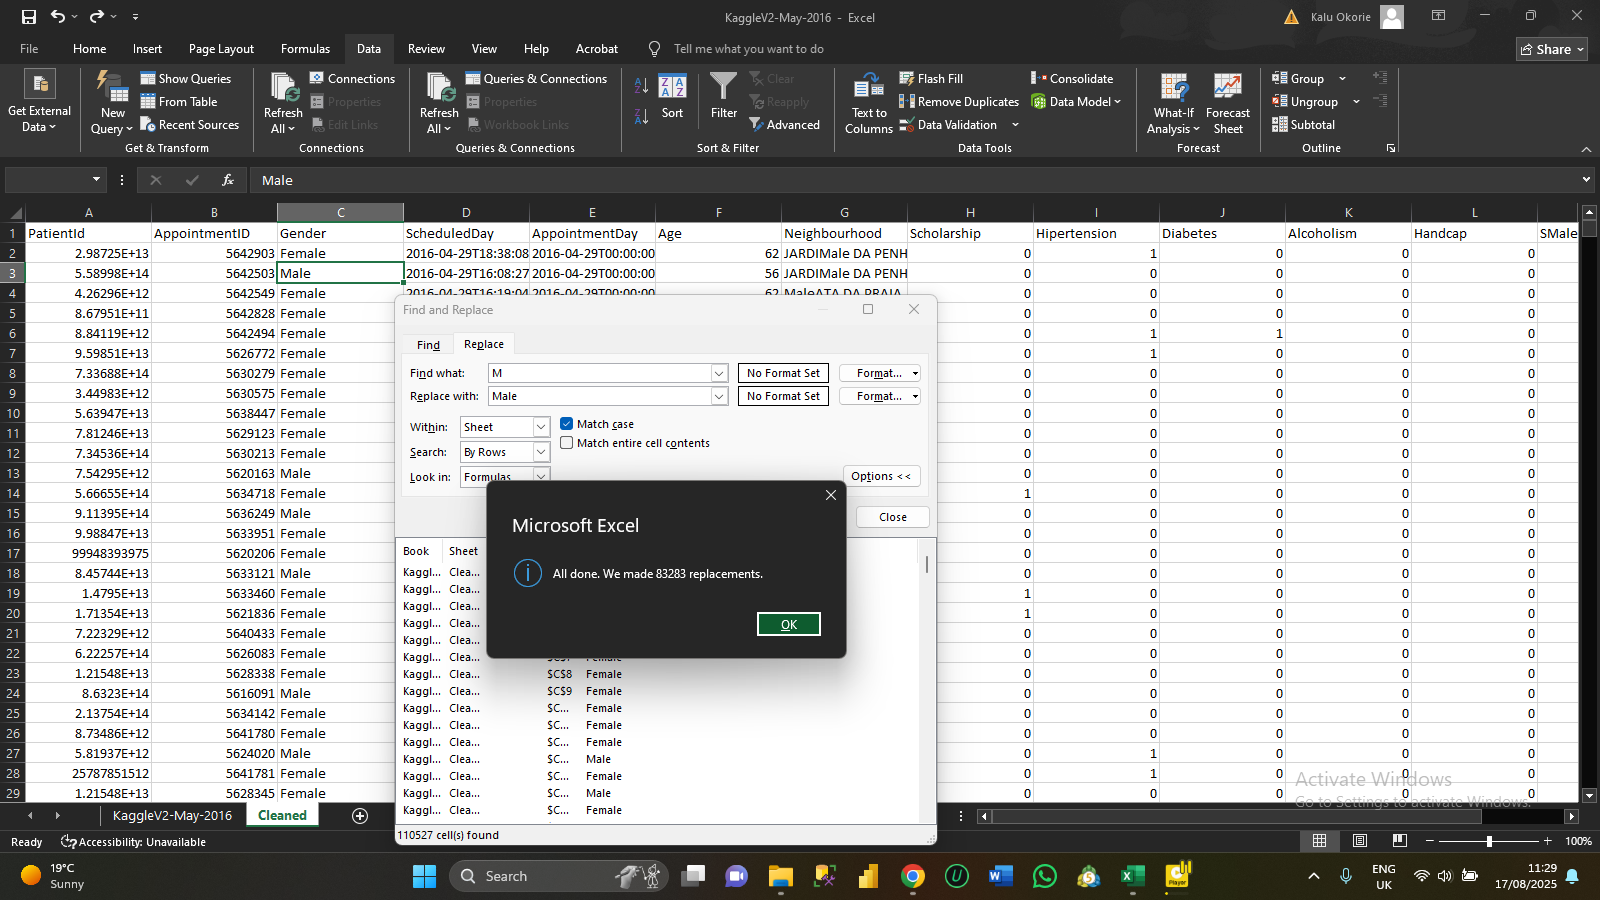 KaggleV2-May-2016 - Excel
Kalu Okorie
File Home Insert Page Layout Formulas Data Review View Help Acrobat Tell me what you want to do
Share
Get External Data
New Query
Show Queries
From Table
Recent Sources
Get & Transform
Refresh All
Connections
Properties
Edit Links
Connections
Refresh All
Queries & Connections
Properties
Workbook Links
Queries & Connections
Sort
Filter
Clear
Reapply
Advanced
Sort & Filter
Text to Columns
Flash Fill
Remove Duplicates
Data Validation
Consolidate
Data Model
Data Tools
What-If Analysis
Forecast Sheet
Forecast
Group
Ungroup
Subtotal
Outline
fx Male
A B C D E F G H I J K L
1 PatientId AppointmentID Gender ScheduledDay AppointmentDay Age Neighbourhood Scholarship Hipertension Diabetes Alcoholism Handcap SMale
2 2.98725E+13 5642903 Female 2016-04-29T18:38:08 2016-04-29T00:00:00 62 JARDIMale DA PENH 0 1 0 0 0
3 5.58998E+14 5642503 Male 2016-04-29T16:08:27 2016-04-29T00:00:00 56 JARDIMale DA PENH 0 0 0 0 0
4 4.26296E+12 5642549 Female 2016-04-29T16:19:04 2016-04-29T00:00:00 62 MaleATA DA PRAIA 0 0 0 0 0
5 8.67951E+11 5642828 Female 0 0 0 0 0
6 8.84119E+12 5642494 Female 0 1 1 0 0
7 9.59851E+13 5626772 Female 0 1 0 0 0
8 7.33688E+14 5630279 Female 0 0 0 0 0
9 3.44983E+12 5630575 Female 0 0 0 0 0
10 5.63947E+13 5638447 Female 0 0 0 0 0
11 7.81246E+13 5629123 Female 0 0 0 0 0
12 7.34536E+14 5630213 Female 0 0 0 0 0
13 7.54295E+12 5620163 Male 0 0 0 0 0
14 5.66655E+14 5634718 Female 1 0 0 0 0
15 9.11395E+14 5636249 Male 0 0 0 0 0
16 9.98847E+13 5633951 Female 0 0 0 0 0
17 99948393975 5620206 Female 0 0 0 0 0
18 8.45744E+13 5633121 Male 0 0 0 0 0
19 1.4795E+13 5633460 Female 1 0 0 0 0
20 1.71354E+13 5621836 Female 1 0 0 0 0
21 7.22329E+12 5640433 Female 0 0 0 0 0
22 6.22257E+14 5626083 Female 0 0 0 0 0
23 1.21548E+13 5628338 Female 0 0 0 0 0
24 8.6323E+14 5616091 Male 0 0 0 0 0
25 2.13754E+14 5634142 Female 0 0 0 0 0
26 8.73486E+12 5641780 Female 0 0 0 0 0
27 5.81937E+12 5624020 Male 0 1 0 0 0
28 25787851512 5641781 Female 0 1 0 0 0
29 1.21548E+13 5628345 Female 0 0 0 0 0
Find and Replace
Find Replace
Find what: M No Format Set Format...
Replace with: Male No Format Set Format...
Within: Sheet Match case
Match entire cell contents
Search: By Rows
Look in: Formulas Options <<
Close
Microsoft Excel
All done. We made 83283 replacements.
OK
Book Sheet
Kaggl... Clea...
Kaggl... Clea...
Kaggl... Clea...
Kaggl... Clea...
Kaggl... Clea...
Kaggl... Clea... $C$7 Female
Kaggl... Clea... $C$8 Female
Kaggl... Clea... $C$9 Female
Kaggl... Clea... $C... Female
Kaggl... Clea... $C... Female
Kaggl... Clea... $C... Female
Kaggl... Clea... $C... Male
Kaggl... Clea... $C... Female
Kaggl... Clea... $C... Male
Kaggl... Clea... $C... Female
110527 cell(s) found
Activate Windows
Go to Settings to activate Windows.
KaggleV2-May-2016 Cleaned
Ready Accessibility: Unavailable 100%
19°C
Sunny
Search
Player
ENG
UK
11:29
17/08/2025